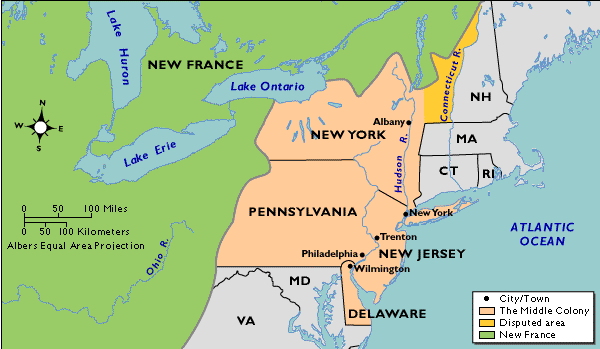 Lake Huron
NEW FRANCE
Lake Ontario
Lake Erie
N
W E
S
0 50 100 Miles
0 50 100 Kilometers
Albers Equal Area Projection
Ohio R.
Connecticut R.
NH
Albany
NEW YORK
Hudson R.
MA
CT
RI
PENNSYLVANIA
New York
Trenton
Philadelphia
NEW JERSEY
Wilmington
MD
VA
DELAWARE
ATLANTIC
OCEAN
City/Town
The Middle Colony
Disputed area
New France